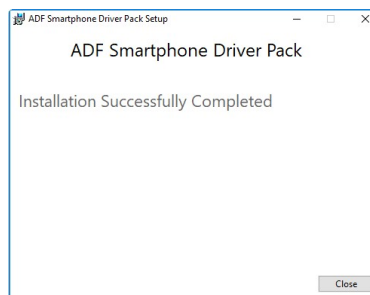 ADF Smartphone Driver Pack Setup
ADF Smartphone Driver Pack
Installation Successfully Completed
Close